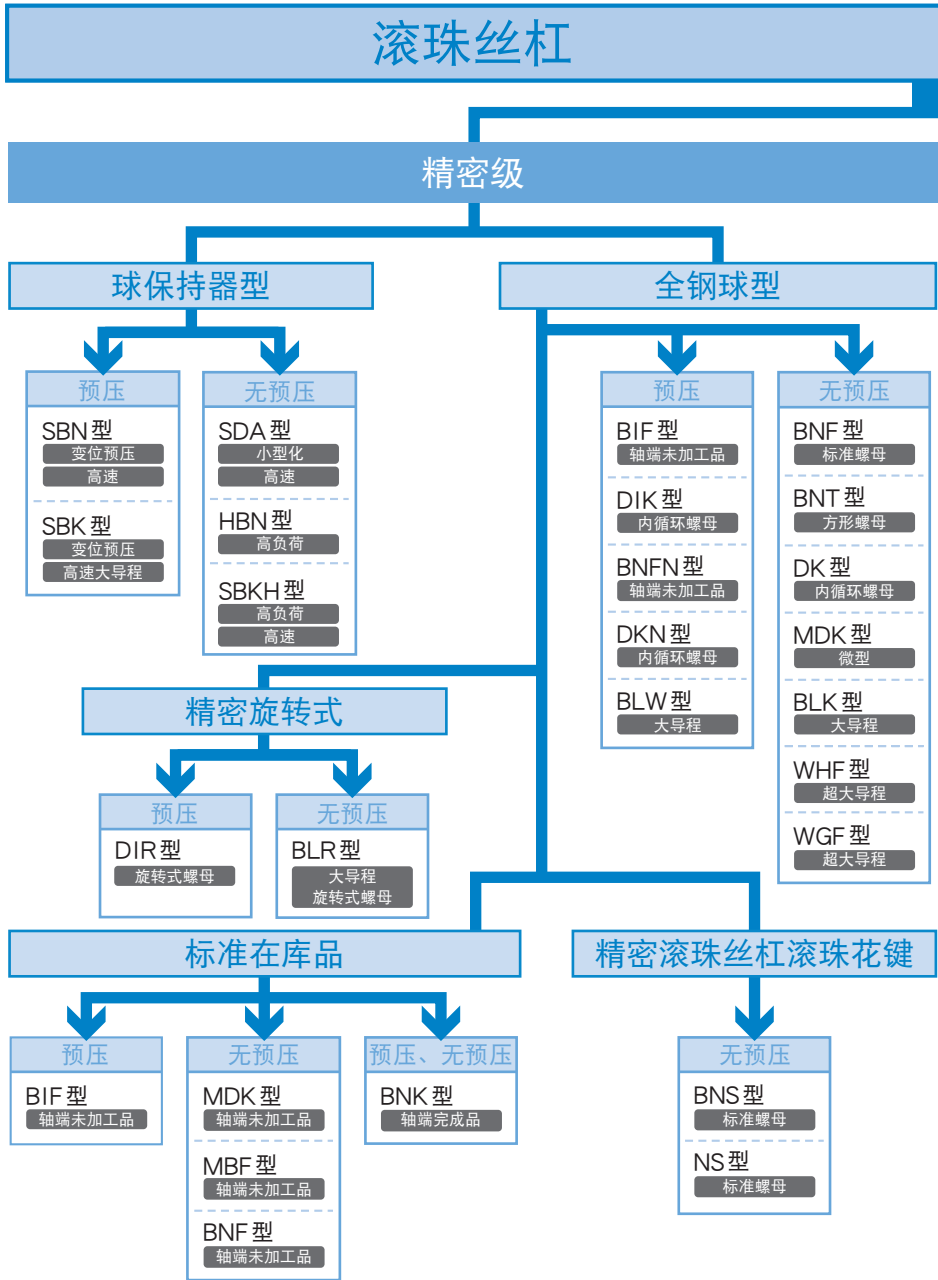 滚珠丝杠
精密级
球保持器型
全钢球型
预压
SBN型
变位预压
高速
SBK型
变位预压
高速大导程
无预压
SDA型
小型化
高速
HBN型
高负荷
SBKH型
高负荷
高速
预压
BIF型
轴端未加工品
DIK型
内循环螺母
BNFN型
轴端未加工品
DKN型
内循环螺母
BLW型
大导程
无预压
BNF型
标准螺母
BNT型
方形螺母
DK型
内循环螺母
MDK型
微型
BLK型
大导程
WHF型
超大导程
WGF型
超大导程
精密旋转式
预压
DIR型
旋转式螺母
无预压
BLR型
大导程
旋转式螺母
标准在库品
精密滚珠丝杠滚珠花键
预压
BIF型
轴端未加工品
无预压
MDK型
轴端未加工品
MBF型
轴端未加工品
BNF型
轴端未加工品
预压、无预压
BNK型
轴端完成品
无预压
BNS型
标准螺母
NS型
标准螺母